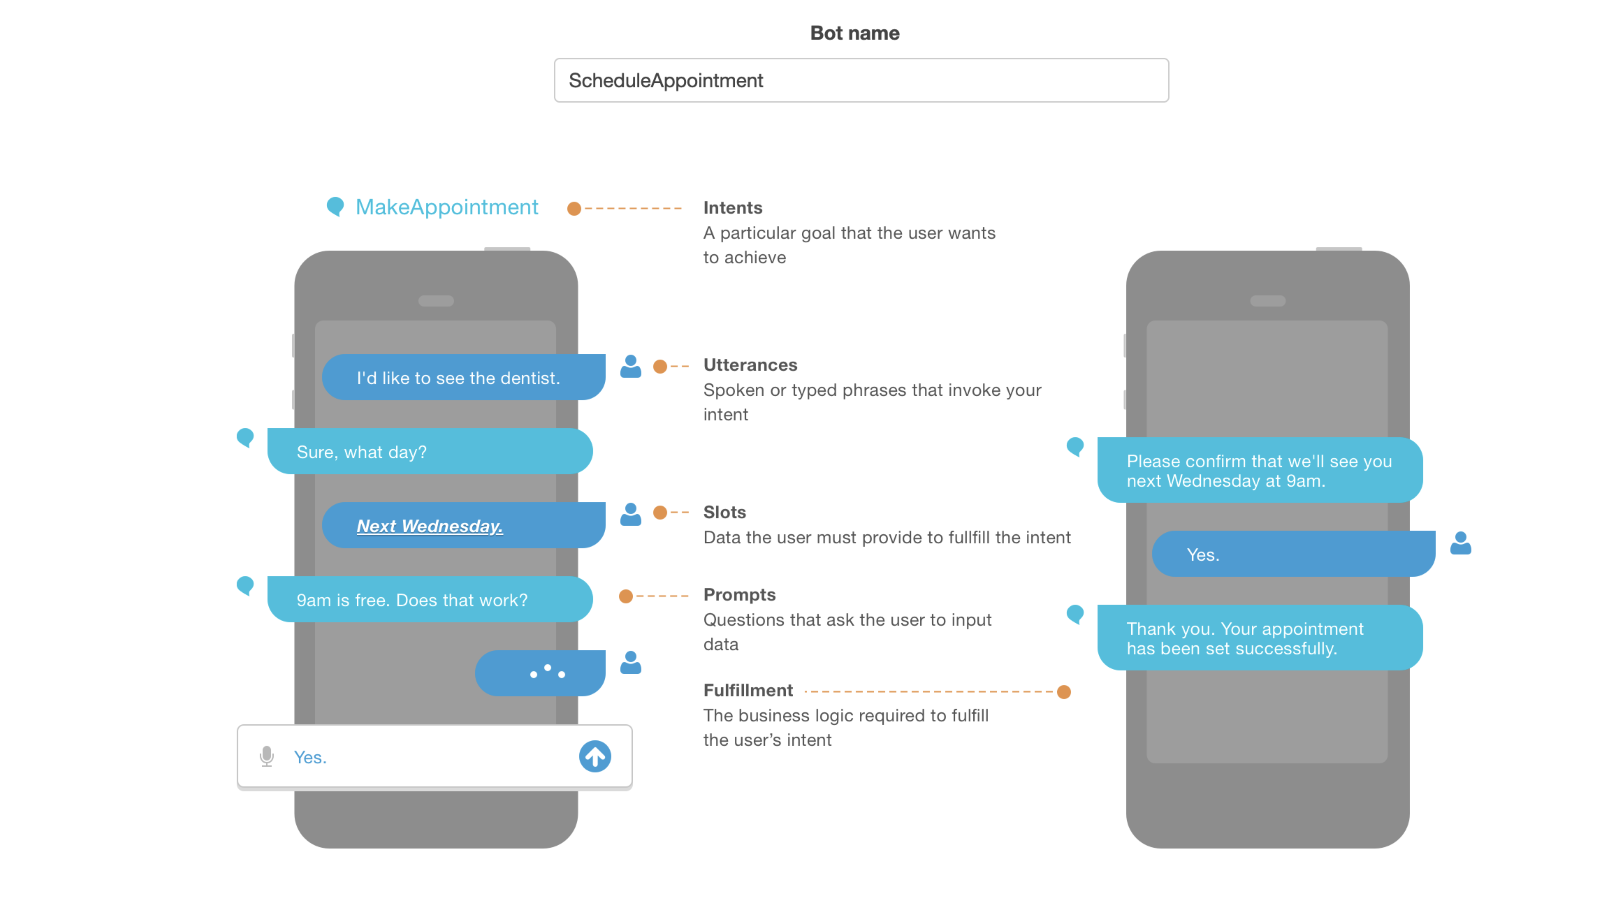 Bot name
ScheduleAppointment
MakeAppointment
Intents
A particular goal that the user wants
to achieve
I'd like to see the dentist.
Utterances
Spoken or typed phrases that invoke your
intent
Sure, what day?
Next Wednesday.
Slots
Data the user must provide to fullfill the intent
9am is free. Does that work?
Prompts
Questions that ask the user to input
data
Fulfillment
The business logic required to fulfill
the user’s intent
Yes.
Please confirm that we'll see you
next Wednesday at 9am.
Yes.
Thank you. Your appointment
has been set successfully.